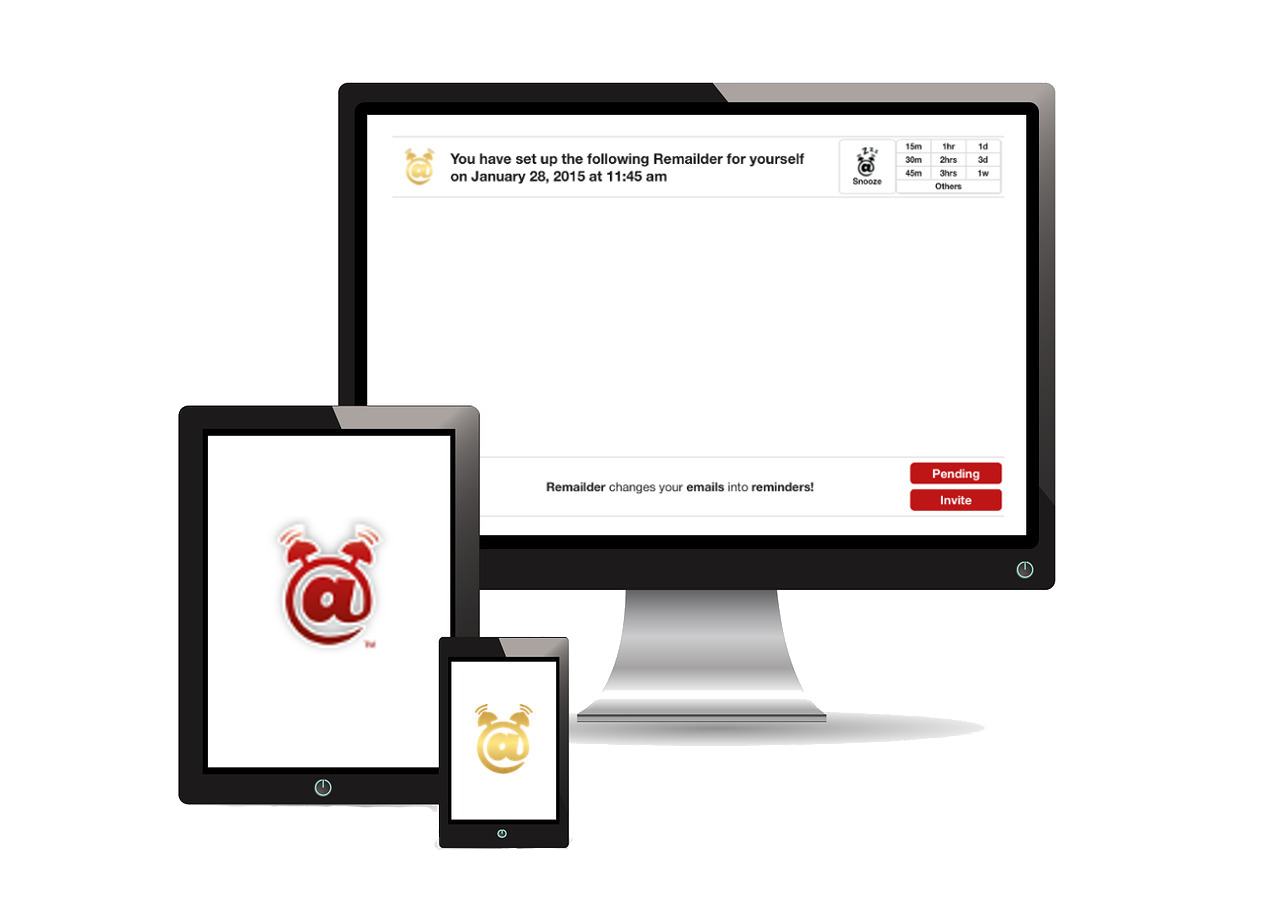 You have set up the following Remailder for yourself
on January 28, 2015 at 11:45 am
Snooze
15m 1hr 1d
30m 2hrs 3d
45m 3hrs 1w
Others
Remailder changes your emails into reminders!
Pending
Invite
@
TM
@